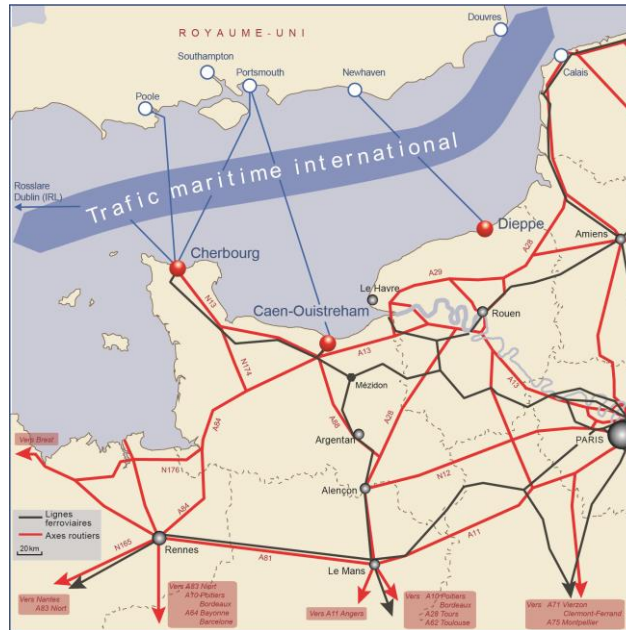 Douvres
ROYAUME-UNI
Southampton
Portsmouth
Calais
Newhaven
Poole
Trafic maritime international
Rosslare
Dublin (IRL)
Dieppe
Amiens
A28
Cherbourg
A29
Le Havre
Rouen
N13
Caen-Ouistreham
A13
N174
A13
Mézidon
A84
A88
A28
Argentan
PARIS
Vers Brest
N176
N12
Alençon
A84
Lignes
ferroviaires
Axes routiers
20 km
N165
Rennes
A81
A11
Le Mans
Vers Nantes
A83 Niort
Vers A83 Niort
A10 Poitiers
Bordeaux
A64 Bayonne
Barcelone
Vers A11 Angers
Vers A10 Poitiers
Bordeaux
A28 Tours
A62 Toulouse
Vers A71 Vierzon
Clermont-Ferrand
A75 Montpellier